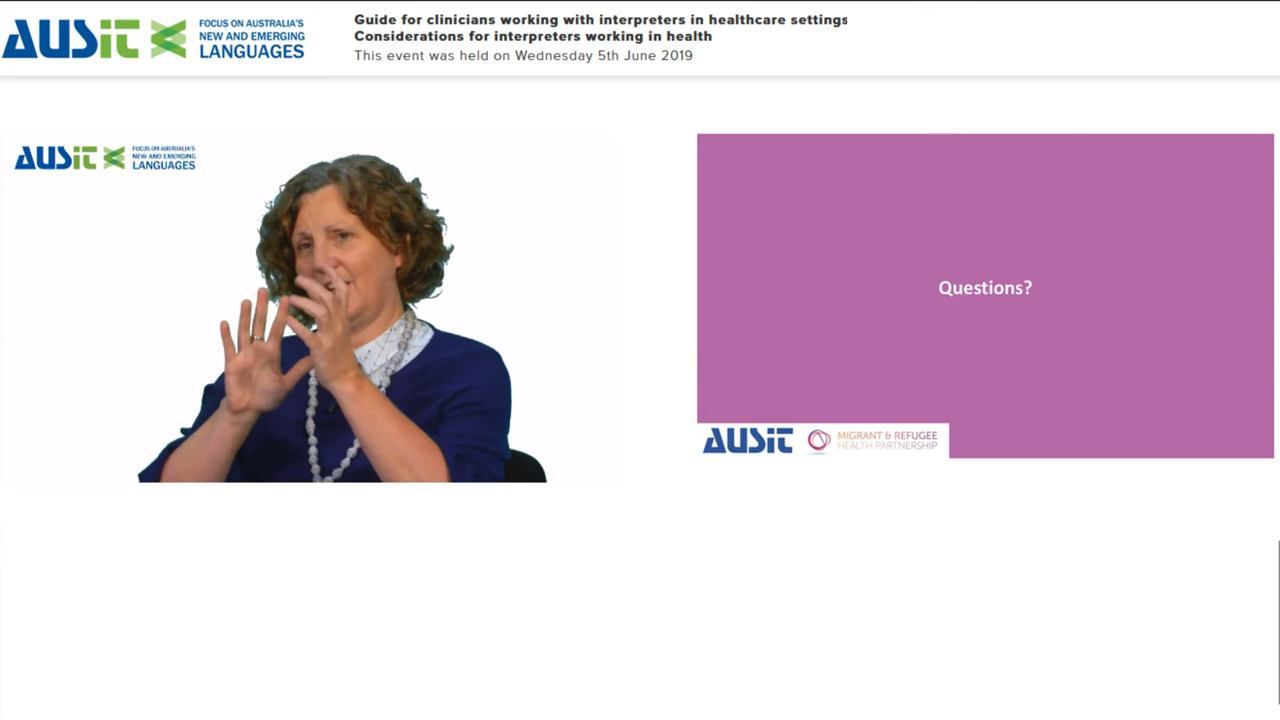 AUSiT
FOCUS ON AUSTRALIA'S
NEW AND EMERGING
LANGUAGES
Guide for clinicians working with interpreters in healthcare settings
Considerations for interpreters working in health
This event was held on Wednesday 5th June 2019
AUSiT
FOCUS ON AUSTRALIA'S
NEW AND EMERGING
LANGUAGES
Questions?
AUSiT
MIGRANT & REFUGEE
HEALTH PARTNERSHIP